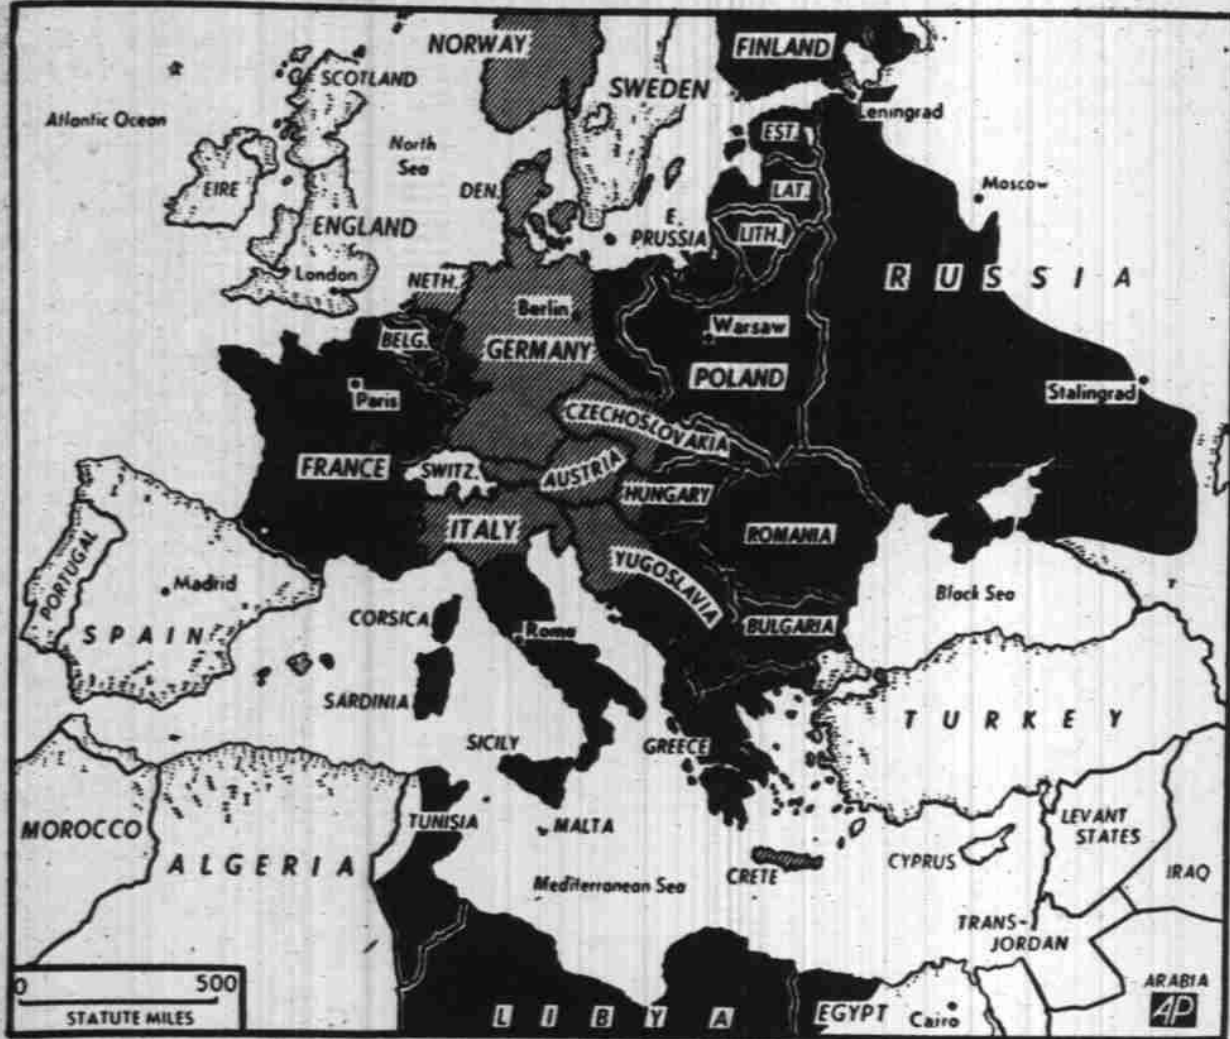 NORWAY
FINLAND
SCOTLAND
SWEDEN
Atlantic Ocean
Leningrad
North
Sea
EST.
EIRE
DEN.
LAT.
Moscow
ENGLAND
E.
PRUSSIA
LITH.
London
NETH.
RUSSIA
Berlin
Warsaw
BELG.
GERMANY
POLAND
Paris
Stalingrad
CZECHOSLOVAKIA
FRANCE
SWITZ.
AUSTRIA
HUNGARY
ITALY
ROMANIA
PORTUGAL
YUGOSLAVIA
Madrid
Black Sea
CORSICA
SPAIN
Rome
BULGARIA
SARDINIA
TURKEY
SICILY
GREECE
MOROCCO
TUNISIA
MALTA
LEVANT
STATES
ALGERIA
CRETE
CYPRUS
IRAQ
Mediterranean Sea
TRANS-
JORDAN
0 500
STATUTE MILES
ARABIA
AP
LIBYA
EGYPT
Cairo